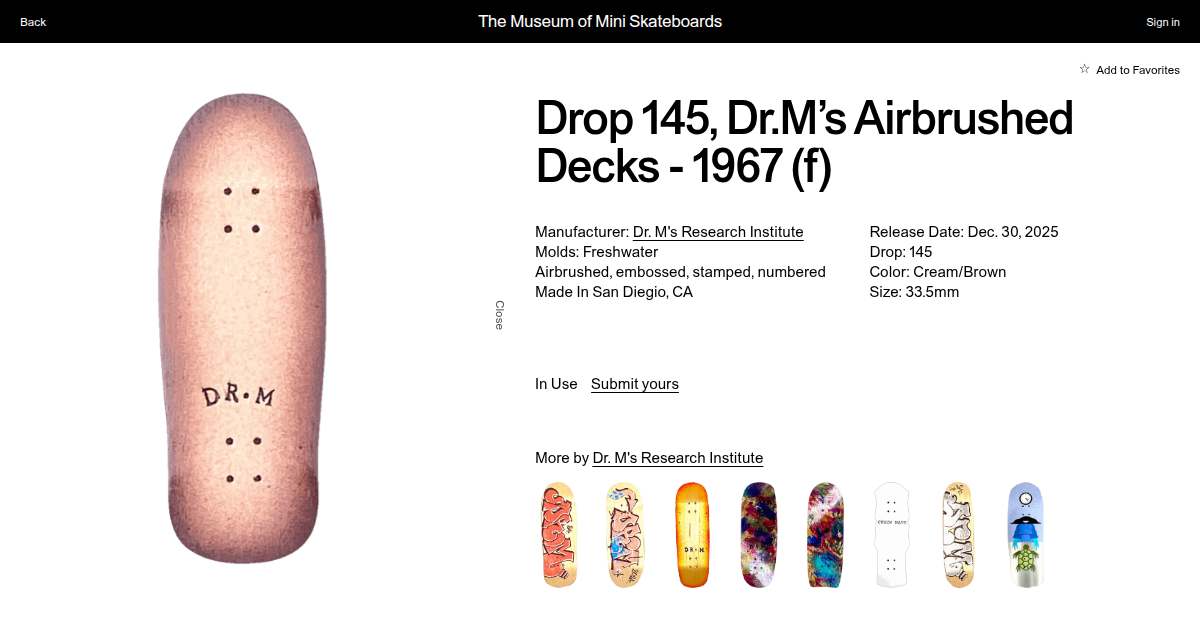 Back
The Museum of Mini Skateboards
Sign in
☆ Add to Favorites
Drop 145, Dr.M’s Airbrushed
Decks - 1967 (f)
Manufacturer: Dr. M's Research Institute
Molds: Freshwater
Airbrushed, embossed, stamped, numbered
Made In San Diegio, CA
Release Date: Dec. 30, 2025
Drop: 145
Color: Cream/Brown
Size: 33.5mm
DR•M
Close
In Use Submit yours
More by Dr. M's Research Institute
DR•M